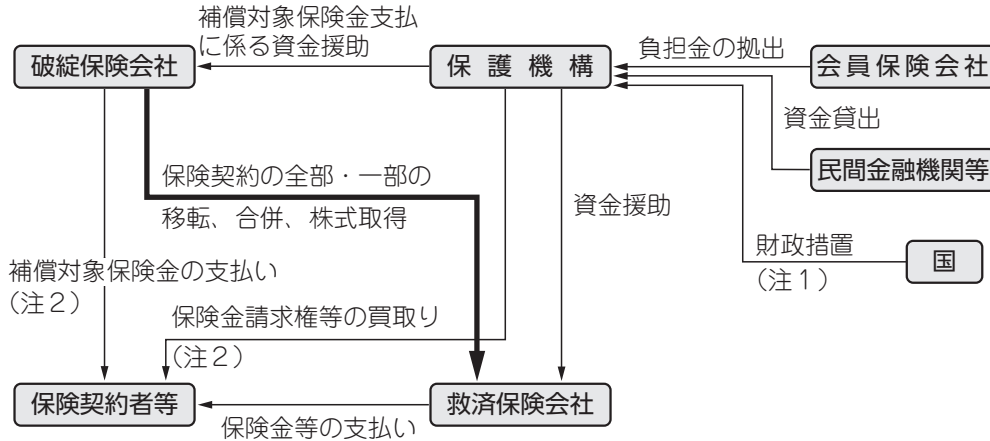 補償対象保険金支払
に係る資金援助
破綻保険会社
保護機構
負担金の拠出
会員保険会社
資金貸出
民間金融機関等
保険契約の全部・一部の
移転、合併、株式取得
資金援助
財政措置
(注1)
国
補償対象保険金の支払い
(注2)
保険金請求権等の買取り
(注2)
保険契約者等
救済保険会社
保険金等の支払い